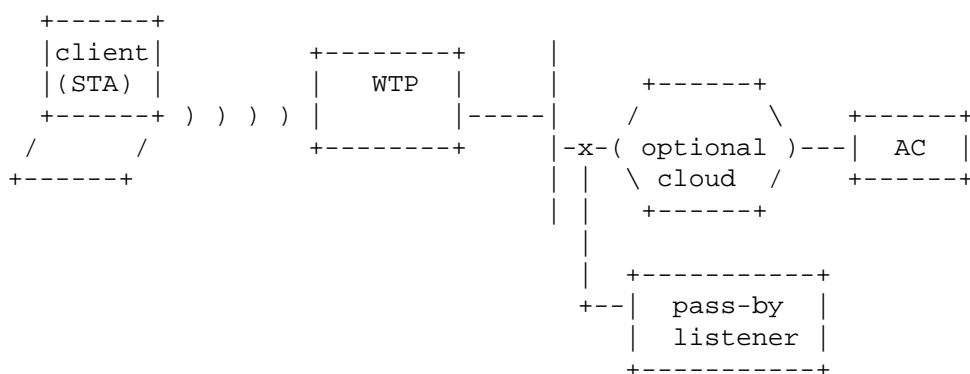 client
(STA)
WTP
x
optional
cloud
AC
pass-by
listener